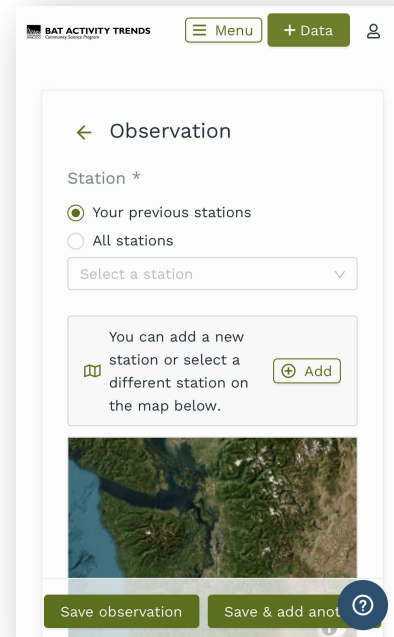 BAT ACTIVITY TRENDS
Community Science Program
Menu
+ Data
Observation
Station *
Your previous stations
All stations
Select a station
You can add a new
station or select a
different station on
the map below.
Add
Save observation
Save & add anot
?